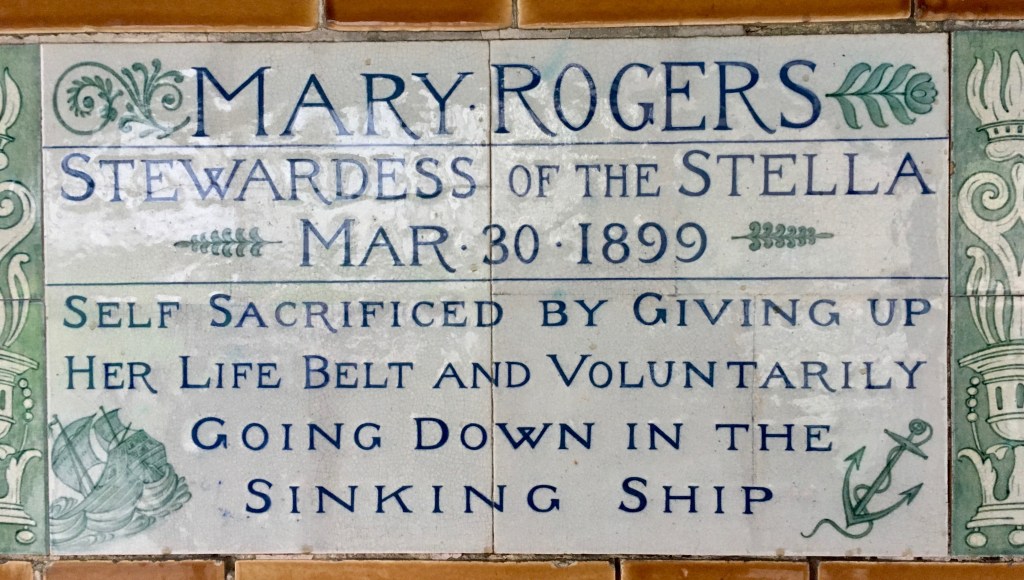 MARY · ROGERS
STEWARDESS OF THE STELLA
MAR · 30 · 1899
SELF SACRIFICED BY GIVING UP
HER LIFE BELT AND VOLUNTARILY
GOING DOWN IN THE
SINKING SHIP